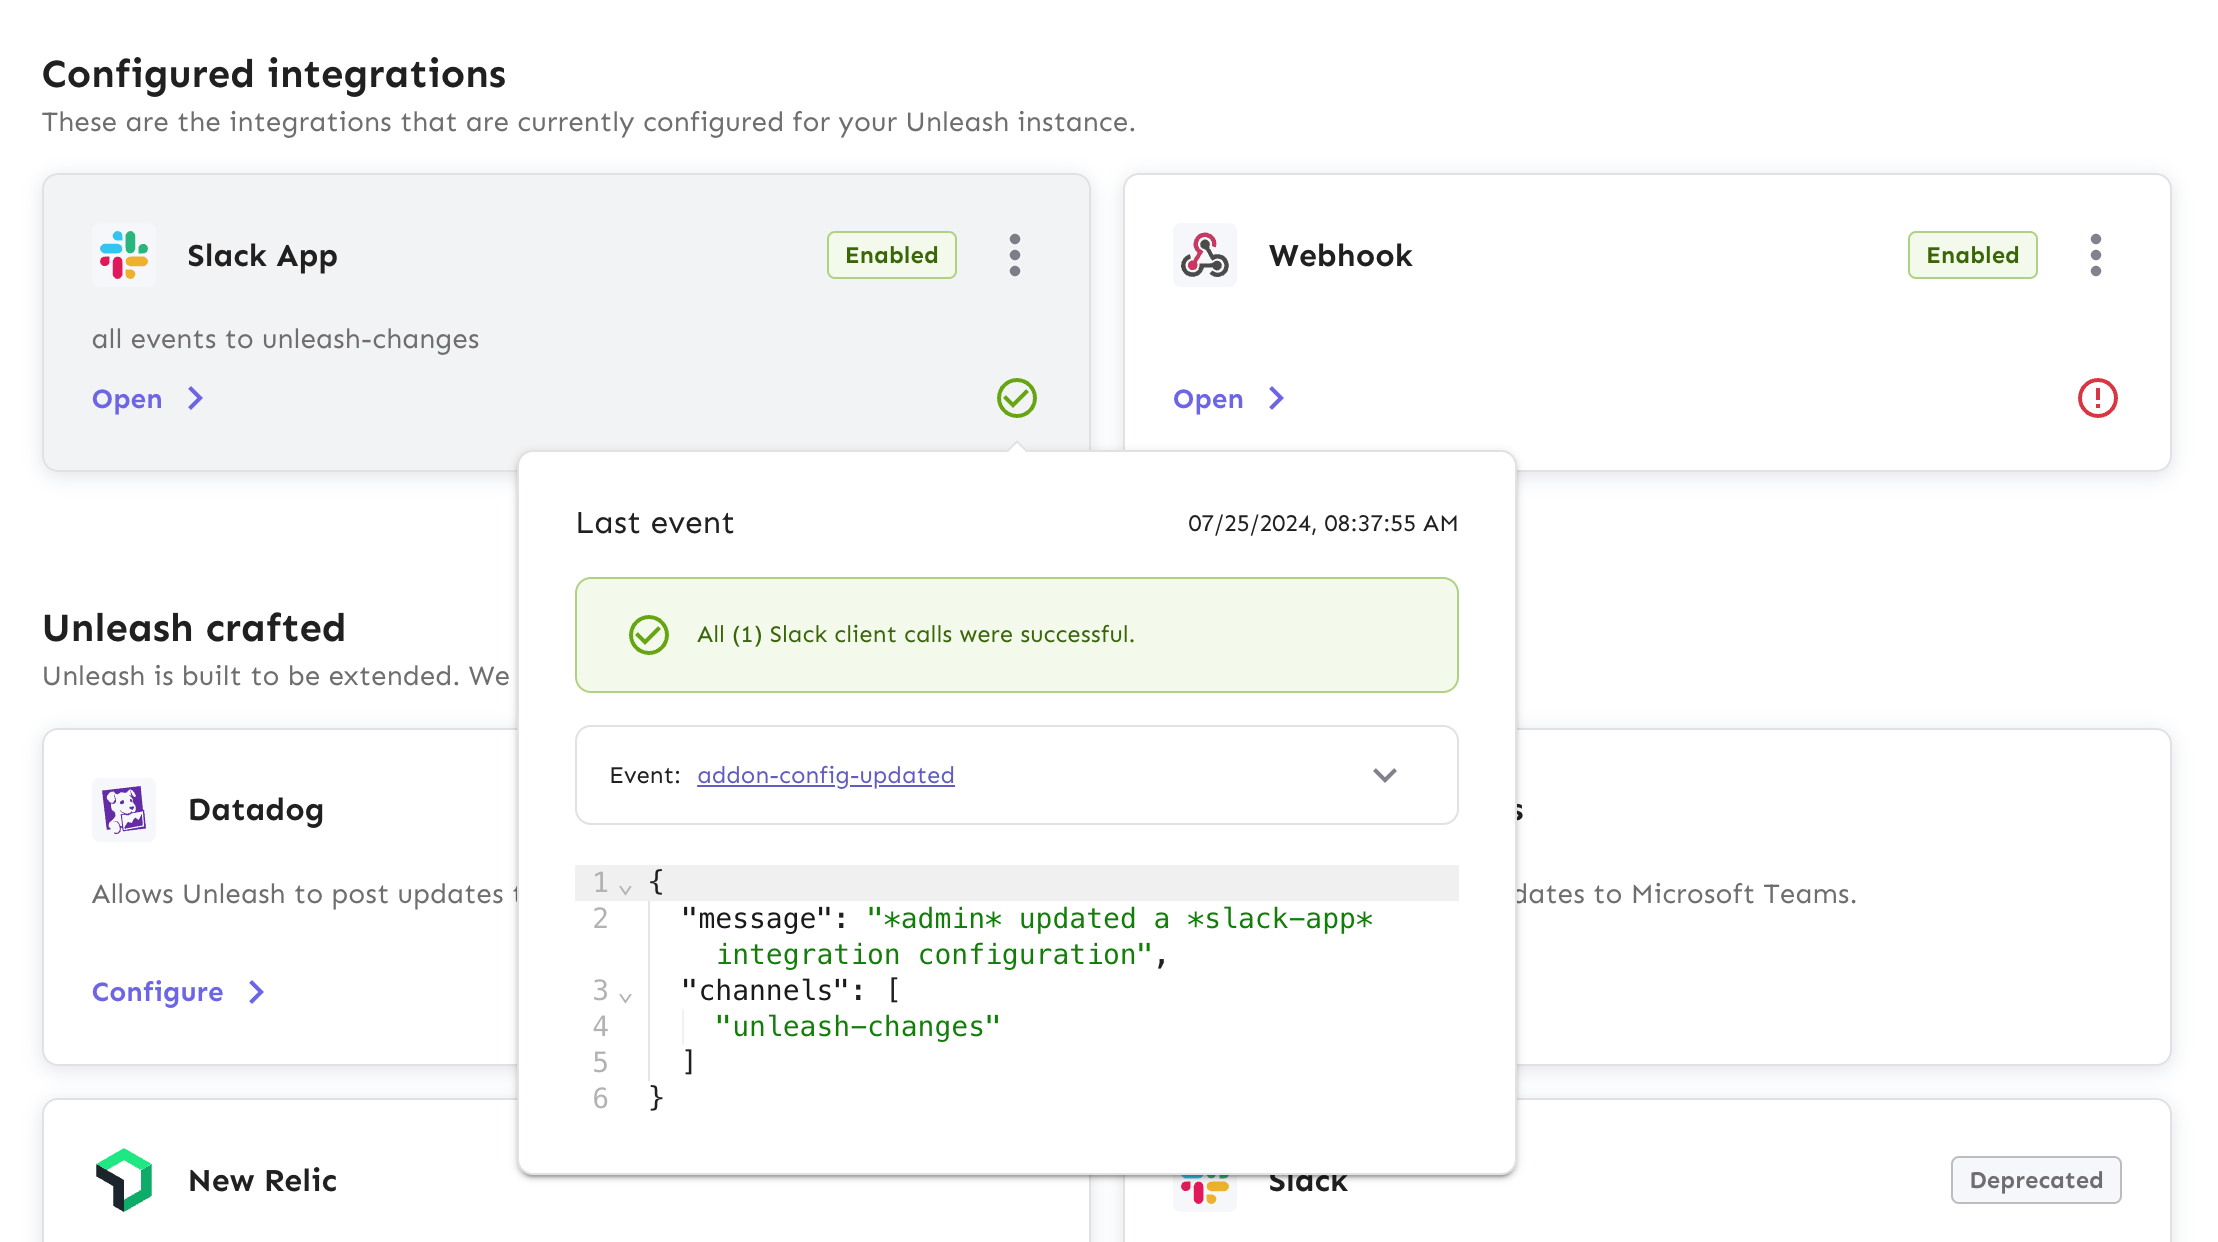 Configured integrations
These are the integrations that are currently configured for your Unleash instance.
Slack App
Enabled
all events to unleash-changes
Open
Webhook
Enabled
Open
Last event
07/25/2024, 08:37:55 AM
All (1) Slack client calls were successful.
Event: addon-config-updated
1 {
2 "message": "*admin* updated a *slack-app*
integration configuration",
3 "channels": [
4 "unleash-changes"
5 ]
6 }
Unleash crafted
Unleash is built to be extended. We
Datadog
Allows Unleash to post updates
Configure
to Microsoft Teams.
New Relic
Slack
Deprecated